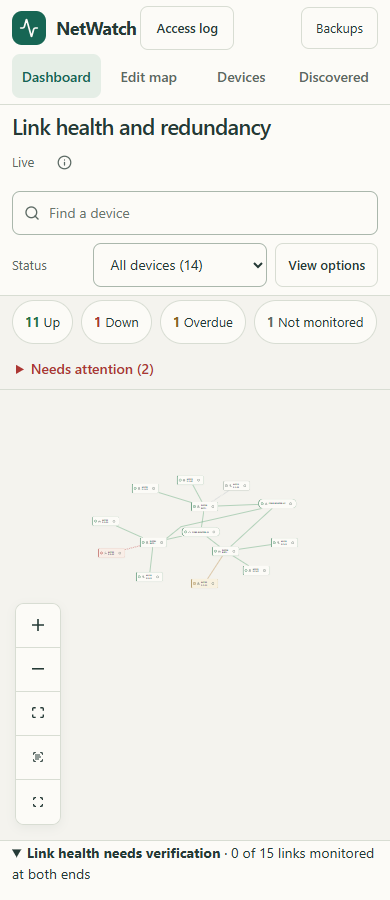 NetWatch
Access log
Backups
Dashboard
Edit map
Devices
Discovered
Link health and redundancy
Live
Find a device
Status
All devices (14)
View options
11 Up
1 Down
1 Overdue
1 Not monitored
Needs attention (2)
Link health needs verification · 0 of 15 links monitored
at both ends